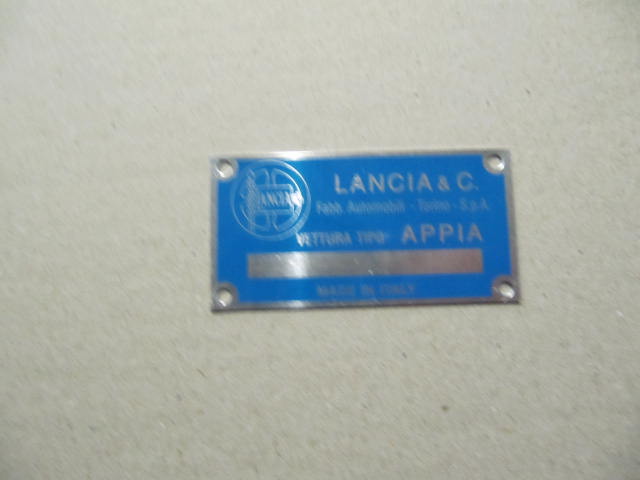 LANCIA
LANCIA & C.
Fabb. Automobili - Torino - S.p.A.
VETTURA TIPO APPIA
MADE IN ITALY